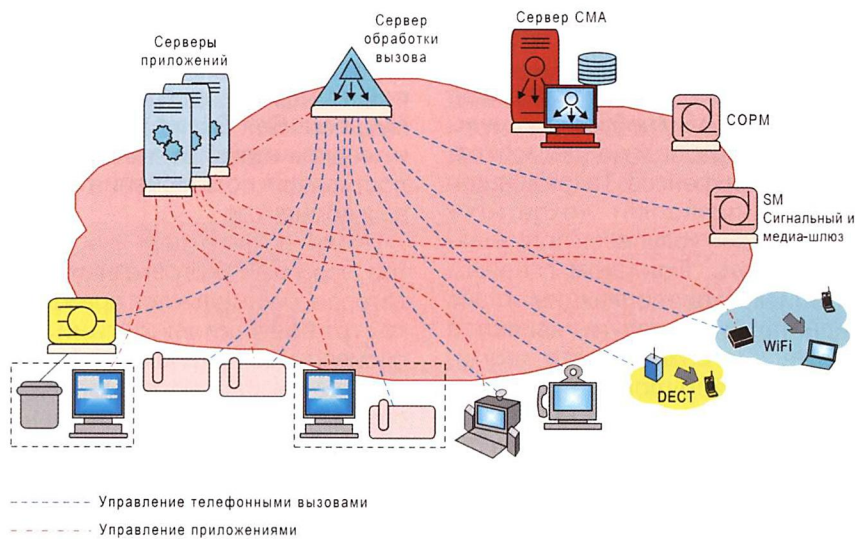 Серверы
приложений
Сервер
обработки
вызова
Сервер СМА
СОРМ
SM
Сигнальный и
медиа-шлюз
WiFi
DECT
Управление телефонными вызовами
Управление приложениями